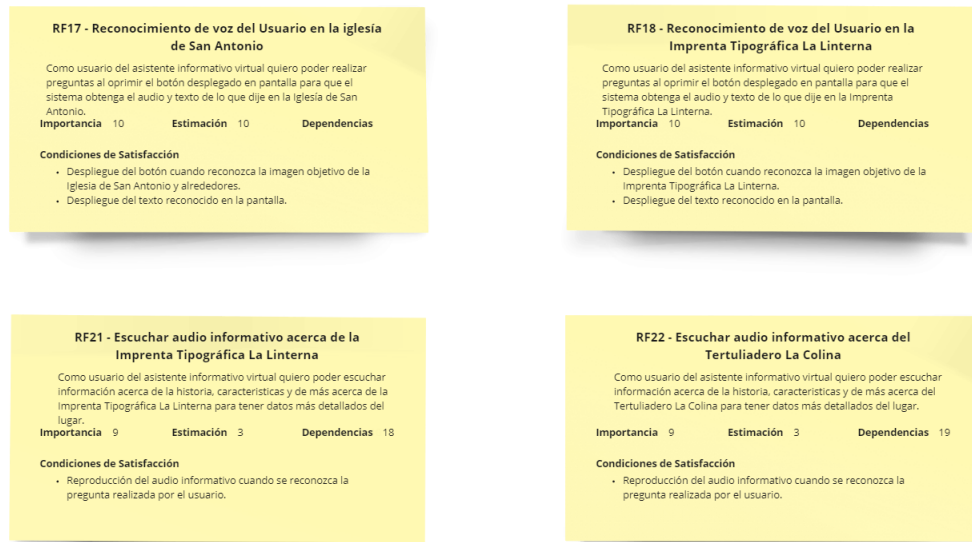 RF17 - Reconocimiento de voz del Usuario en la iglesía
de San Antonio
Como usuario del asistente informativo virtual quiero poder realizar
preguntas al oprimir el botón desplegado en pantalla para que el
sistema obtenga el audio y texto de lo que dije en la Iglesía de San
Antonio.
Importancia 10 Estimación 10 Dependencias
Condiciones de Satisfacción
• Despliegue del botón cuando reconozca la imagen objetivo de la
Iglesia de San Antonio y alrededores.
• Despliegue del texto reconocido en la pantalla.
RF18 - Reconocimiento de voz del Usuario en la
Imprenta Tipográfica La Linterna
Como usuario del asistente informativo virtual quiero poder realizar
preguntas al oprimir el botón desplegado en pantalla para que el
sistema obtenga el audio y texto de lo que dije en la Imprenta
Tipográfica La Linterna.
Importancia 10 Estimación 10 Dependencias
Condiciones de Satisfacción
• Despliegue del botón cuando reconozca la imagen objetivo de la
Imprenta Tipográfica La Linterna.
• Despliegue del texto reconocido en la pantalla.
RF21 - Escuchar audio informativo acerca de la
Imprenta Tipográfica La Linterna
Como usuario del asistente informativo virtual quiero poder escuchar
información acerca de la historia, caracteristicas y de más acerca de la
Imprenta Tipográfica La Linterna para tener datos más detallados del
lugar.
Importancia 9 Estimación 3 Dependencias 18
Condiciones de Satisfacción
• Reproducción del audio informativo cuando se reconozca la
pregunta realizada por el usuario.
RF22 - Escuchar audio informativo acerca del
Tertuliadero La Colina
Como usuario del asistente informativo virtual quiero poder escuchar
información acerca de la historia, caracteristicas y de más acerca del
Tertuliadero La Colina para tener datos más detallados del lugar.
Importancia 9 Estimación 3 Dependencias 19
Condiciones de Satisfacción
• Reproducción del audio informativo cuando se reconozca la
pregunta realizada por el usuario.